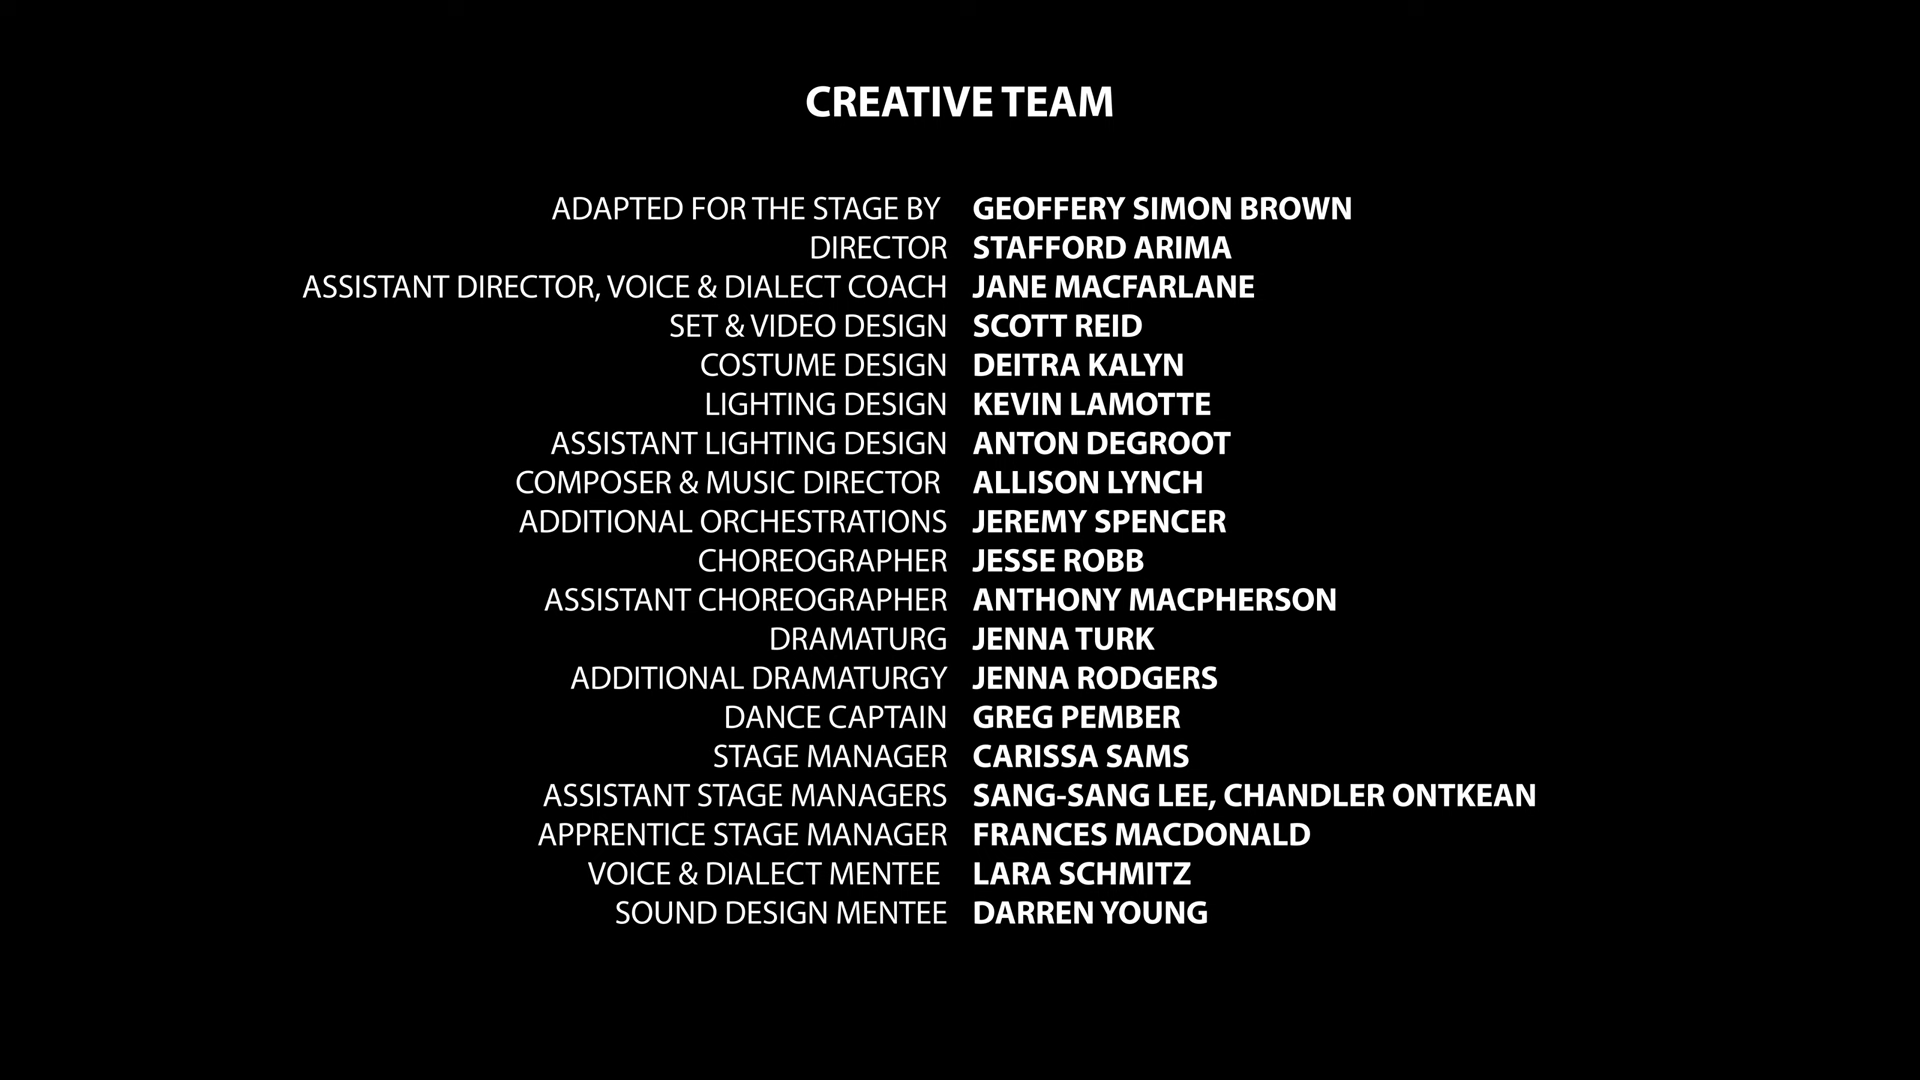 CREATIVE TEAM
ADAPTED FOR THE STAGE BY GEOFFERY SIMON BROWN
DIRECTOR STAFFORD ARIMA
ASSISTANT DIRECTOR, VOICE & DIALECT COACH JANE MACFARLANE
SET & VIDEO DESIGN SCOTT REID
COSTUME DESIGN DEITRA KALYN
LIGHTING DESIGN KEVIN LAMOTTE
ASSISTANT LIGHTING DESIGN ANTON DEGROOT
COMPOSER & MUSIC DIRECTOR ALLISON LYNCH
ADDITIONAL ORCHESTRATIONS JEREMY SPENCER
CHOREOGRAPHER JESSE ROBB
ASSISTANT CHOREOGRAPHER ANTHONY MACPHERSON
DRAMATURG JENNA TURK
ADDITIONAL DRAMATURGY JENNA RODGERS
DANCE CAPTAIN GREG PEMBER
STAGE MANAGER CARISSA SAMS
ASSISTANT STAGE MANAGERS SANG-SANG LEE, CHANDLER ONTKEAN
APPRENTICE STAGE MANAGER FRANCES MACDONALD
VOICE & DIALECT MENTEE LARA SCHMITZ
SOUND DESIGN MENTEE DARREN YOUNG